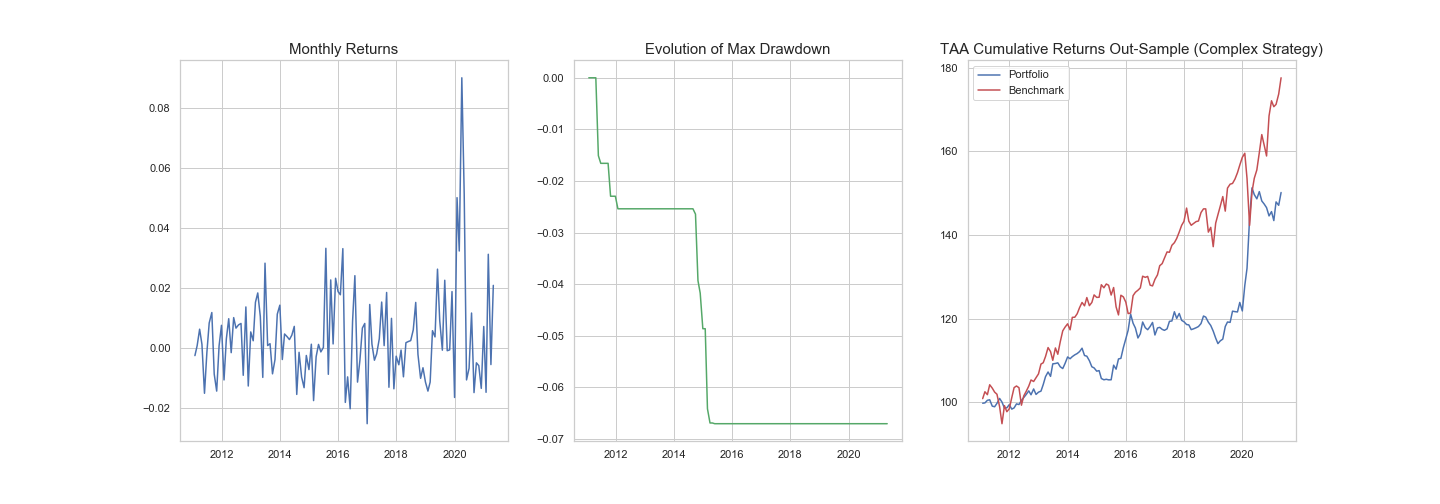 Monthly Returns
0.08
0.06
0.04
0.02
0.00
−0.02
2012 2014 2016 2018 2020
Evolution of Max Drawdown
0.00
−0.01
−0.02
−0.03
−0.04
−0.05
−0.06
−0.07
2012 2014 2016 2018 2020
TAA Cumulative Returns Out-Sample (Complex Strategy)
Portfolio
Benchmark
180
160
140
120
100
2012 2014 2016 2018 2020